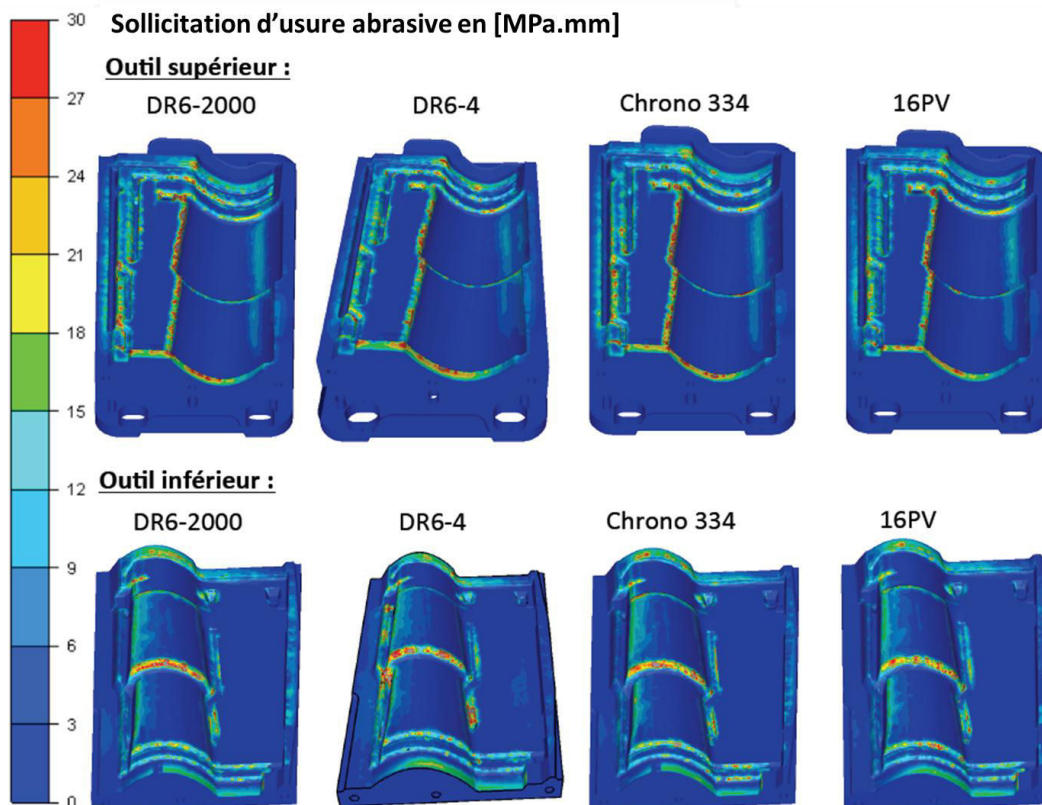 Sollicitation d’usure abrasive en [MPa.mm]
Outil supérieur :
DR6-2000 DR6-4 Chrono 334 16PV
Outil inférieur :
DR6-2000 DR6-4 Chrono 334 16PV
30
27
24
21
18
15
12
9
6
3
0